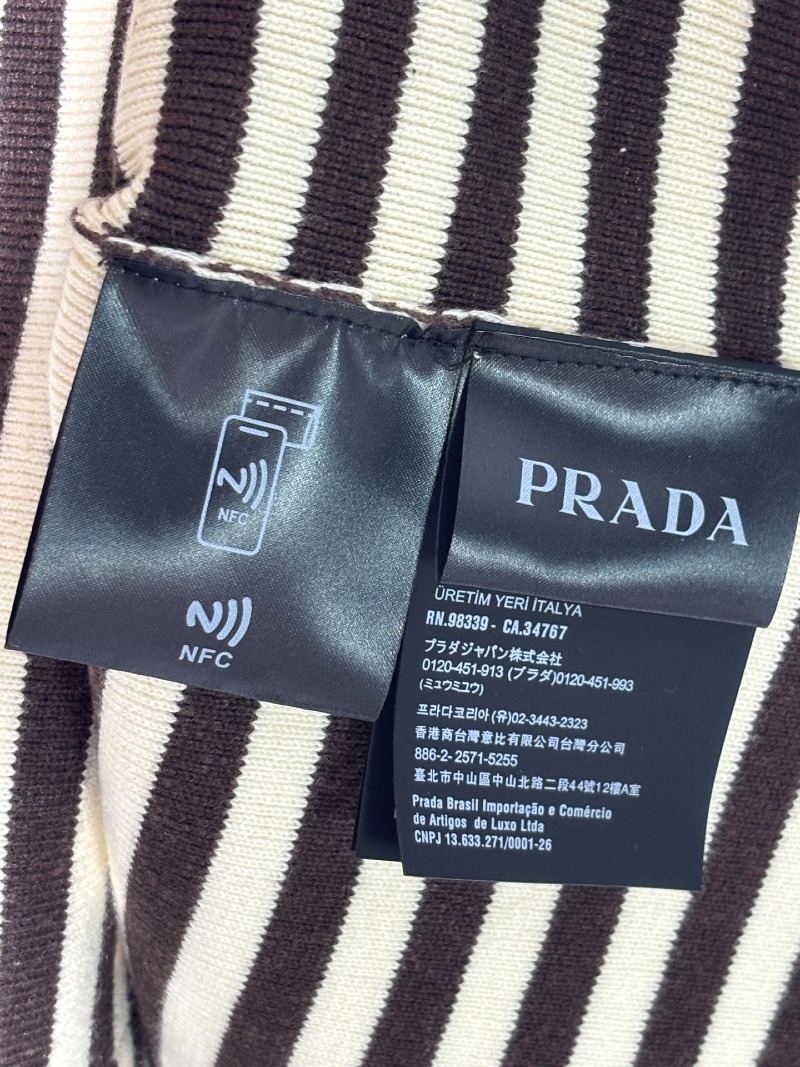 NFC
NFC
PRADA
ÜRETİM YERİ İTALYA
RN.98339 - CA.34767
プラダジャパン株式会社
0120-451-913 (プラダ)0120-451-993
(ミュウミュウ)
프라다코리아 (유)02-3443-2323
香港商台灣意比有限公司台灣分公司
886-2-2571-5255
臺北市中山區中山北路二段44號12樓A室
Prada Brasil Importação e Comércio
de Artigos de Luxo Ltda
CNPJ 13.633.271/0001-26